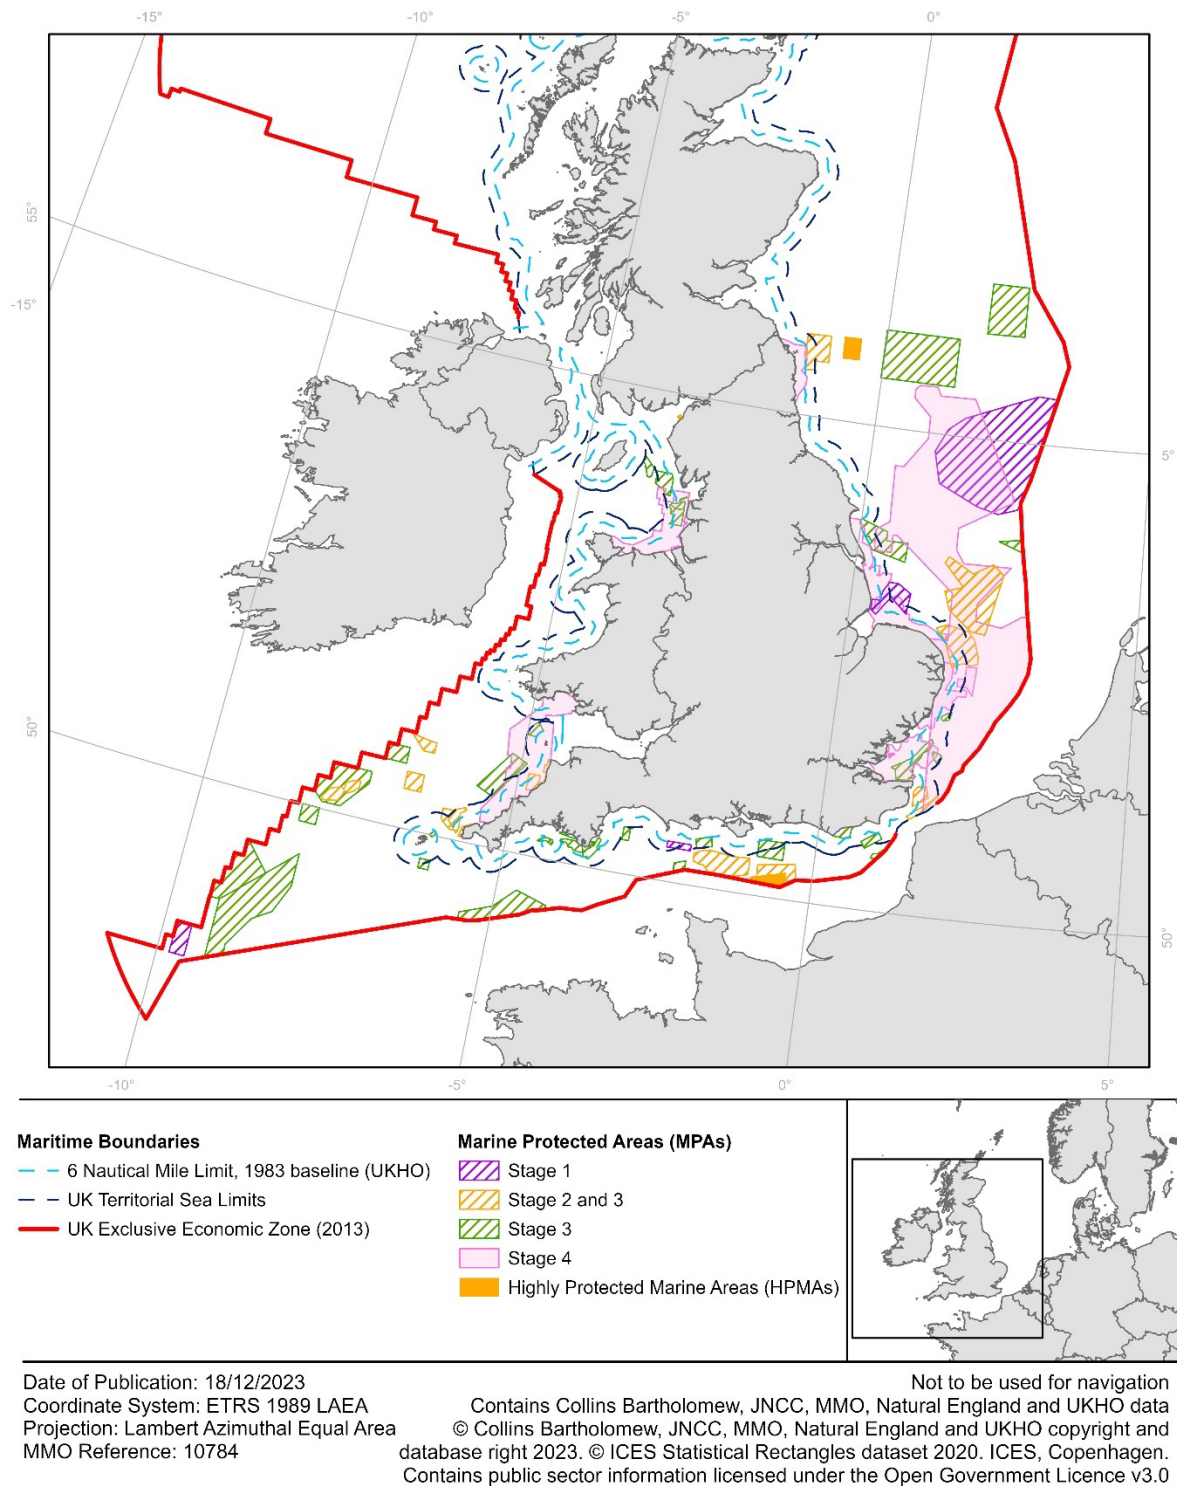 -15°
-10°
-5°
0°
55°
-15°
5°
50°
50°
-10°
-5°
0°
5°
Maritime Boundaries
6 Nautical Mile Limit, 1983 baseline (UKHO)
UK Territorial Sea Limits
UK Exclusive Economic Zone (2013)
Marine Protected Areas (MPAs)
Stage 1
Stage 2 and 3
Stage 3
Stage 4
Highly Protected Marine Areas (HPMAs)
Date of Publication: 18/12/2023
Coordinate System: ETRS 1989 LAEA
Projection: Lambert Azimuthal Equal Area
MMO Reference: 10784
Not to be used for navigation
Contains Collins Bartholomew, JNCC, MMO, Natural England and UKHO data
© Collins Bartholomew, JNCC, MMO, Natural England and UKHO copyright and
database right 2023. © ICES Statistical Rectangles dataset 2020. ICES, Copenhagen.
Contains public sector information licensed under the Open Government Licence v3.0